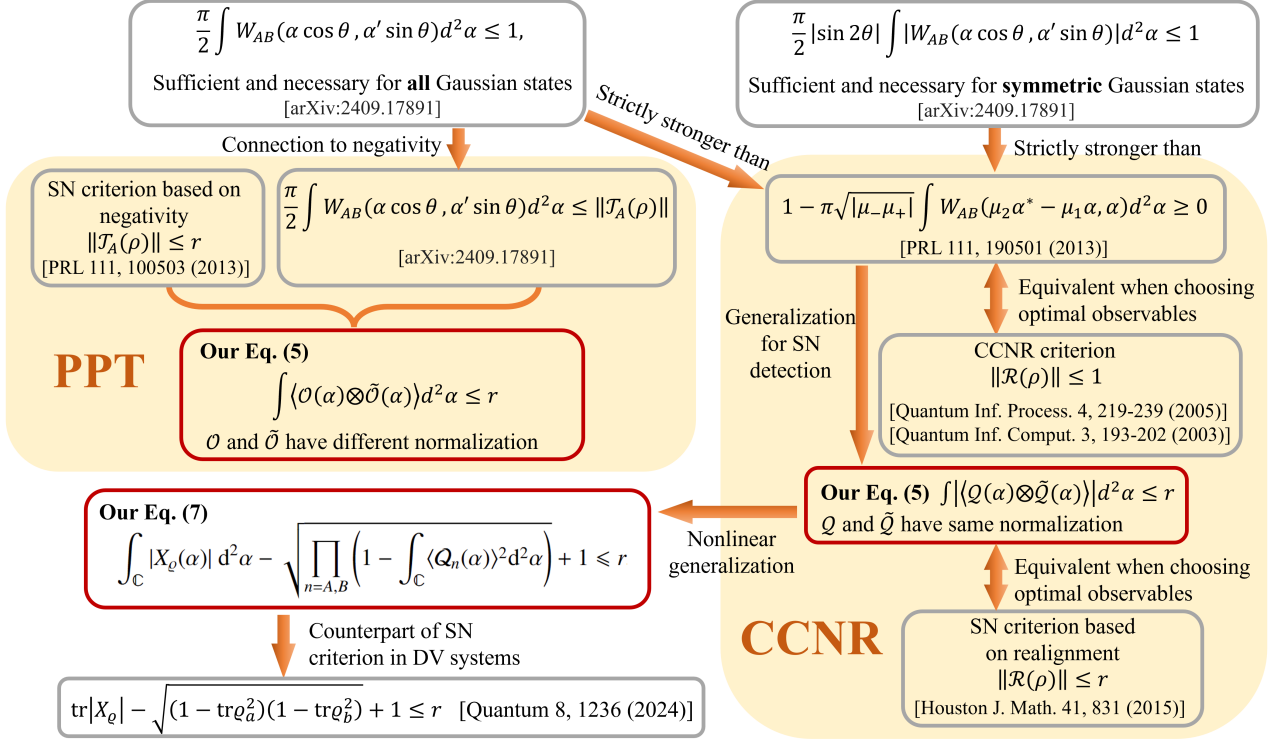 π/2 ∫ W_AB(α cos θ , α′ sin θ)d²α ≤ 1,
Sufficient and necessary for all Gaussian states
[arXiv:2409.17891]
π/2 |sin 2θ| ∫ |W_AB(α cos θ , α′ sin θ)|d²α ≤ 1
Sufficient and necessary for symmetric Gaussian states
[arXiv:2409.17891]
Connection to negativity
Strictly stronger than
Strictly stronger than
SN criterion based on
negativity
‖𝒯_A(ρ)‖ ≤ r
[PRL 111, 100503 (2013)]
π/2 ∫ W_AB(α cos θ , α′ sin θ)d²α ≤ ‖𝒯_A(ρ)‖
[arXiv:2409.17891]
1 − π√|μ₋μ₊| ∫ W_AB(μ₂α* − μ₁α, α)d²α ≥ 0
[PRL 111, 190501 (2013)]
PPT
Our Eq. (5)
∫⟨𝒪(α)⊗𝒪̃(α)⟩d²α ≤ r
𝒪 and 𝒪̃ have different normalization
Generalization
for SN
detection
Equivalent when choosing
optimal observables
CCNR criterion
‖ℛ(ρ)‖ ≤ 1
[Quantum Inf. Process. 4, 219-239 (2005)]
[Quantum Inf. Comput. 3, 193-202 (2003)]
Our Eq. (5) ∫|⟨𝒬(α)⊗𝒬̃(α)⟩|d²α ≤ r
𝒬 and 𝒬̃ have same normalization
Nonlinear
generalization
Our Eq. (7)
∫_ℂ |X_ϱ(α)| d²α − √(∏_{n=A,B} (1 − ∫_ℂ ⟨𝓠_n(α)⟩²d²α)) + 1 ⩽ r
Equivalent when choosing
optimal observables
CCNR
SN criterion based
on realignment
‖ℛ(ρ)‖ ≤ r
[Houston J. Math. 41, 831 (2015)]
Counterpart of SN
criterion in DV systems
tr|X_ϱ| − √((1 − trϱ_a²)(1 − trϱ_b²)) + 1 ≤ r [Quantum 8, 1236 (2024)]